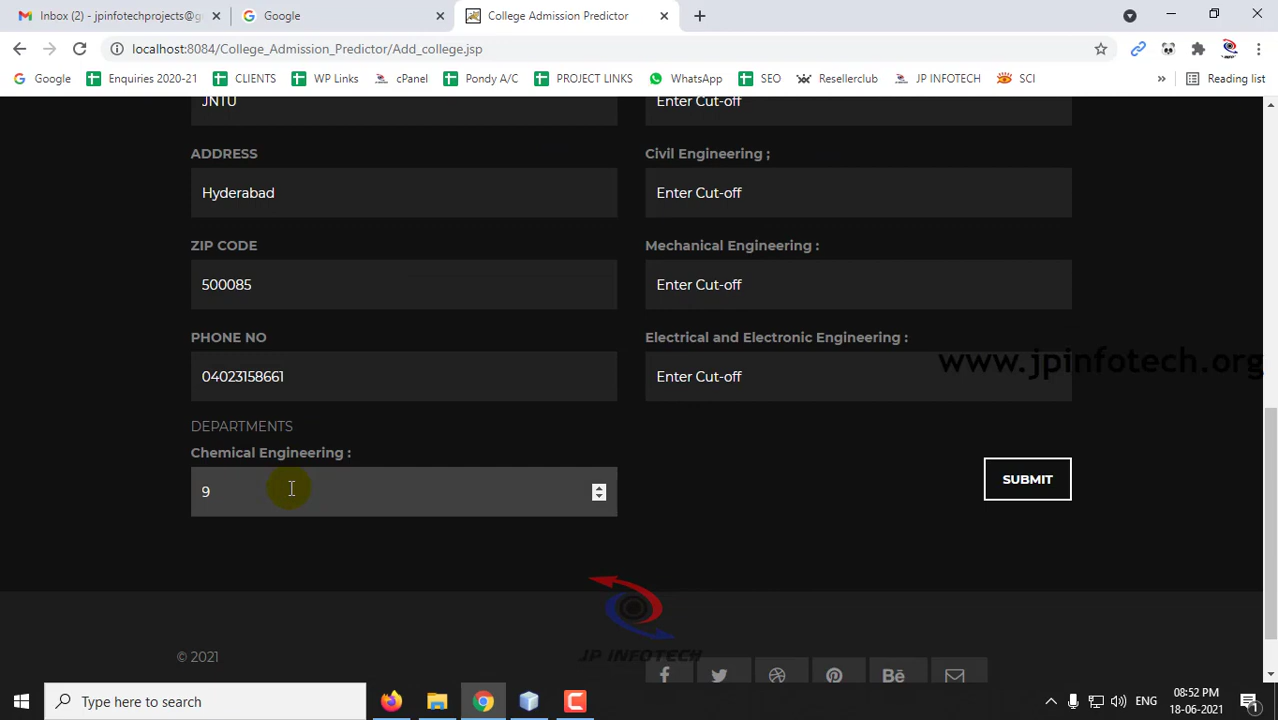 Inbox (2) - jpinfotechprojects@g
Google
College Admission Predictor
localhost:8084/College_Admission_Predictor/Add_college.jsp
Google
Enquiries 2020-21
CLIENTS
WP Links
cPanel
Pondy A/C
PROJECT LINKS
WhatsApp
SEO
Resellerclub
JP INFOTECH
SCI
»
Reading list
JNTU
Enter Cut-off
ADDRESS
Civil Engineering ;
Hyderabad
Enter Cut-off
ZIP CODE
Mechanical Engineering :
500085
Enter Cut-off
PHONE NO
Electrical and Electronic Engineering :
www.jpinfotech.org
04023158661
Enter Cut-off
DEPARTMENTS
Chemical Engineering :
9
SUBMIT
JP INFOTECH
© 2021
Type here to search
ENG
08:52 PM
18-06-2021
1